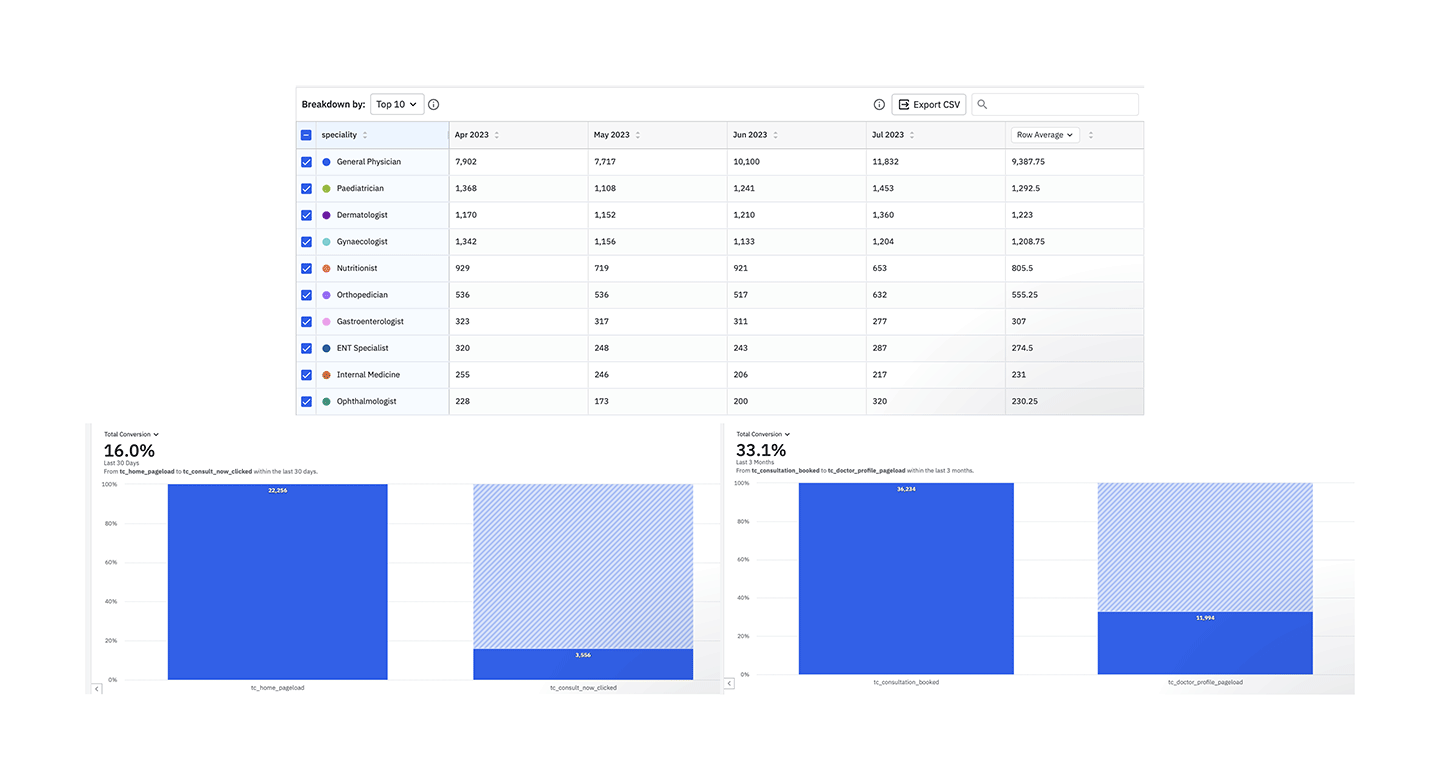 Breakdown by: Top 10 Export CSV
speciality Apr 2023 May 2023 Jun 2023 Jul 2023 Row Average
General Physician 7,902 7,717 10,100 11,832 9,387.75
Paediatrician 1,368 1,108 1,241 1,453 1,292.5
Dermatologist 1,170 1,152 1,210 1,360 1,223
Gynaecologist 1,342 1,156 1,133 1,204 1,208.75
Nutritionist 929 719 921 653 805.5
Orthopedician 536 536 517 632 555.25
Gastroenterologist 323 317 311 277 307
ENT Specialist 320 248 243 287 274.5
Internal Medicine 255 246 206 217 231
Ophthalmologist 228 173 200 320 230.25
Total Conversion
16.0%
Last 30 Days
From tc_home_pageload to tc_consult_now_clicked within the last 30 days.
100%
22,256
80%
60%
40%
20%
3,556
0%
tc_home_pageload tc_consult_now_clicked
Total Conversion
33.1%
Last 3 Months
From tc_consultation_booked to tc_doctor_profile_pageload within the last 3 months.
100%
36,234
80%
60%
40%
11,994
20%
0%
tc_consultation_booked tc_doctor_profile_pageload